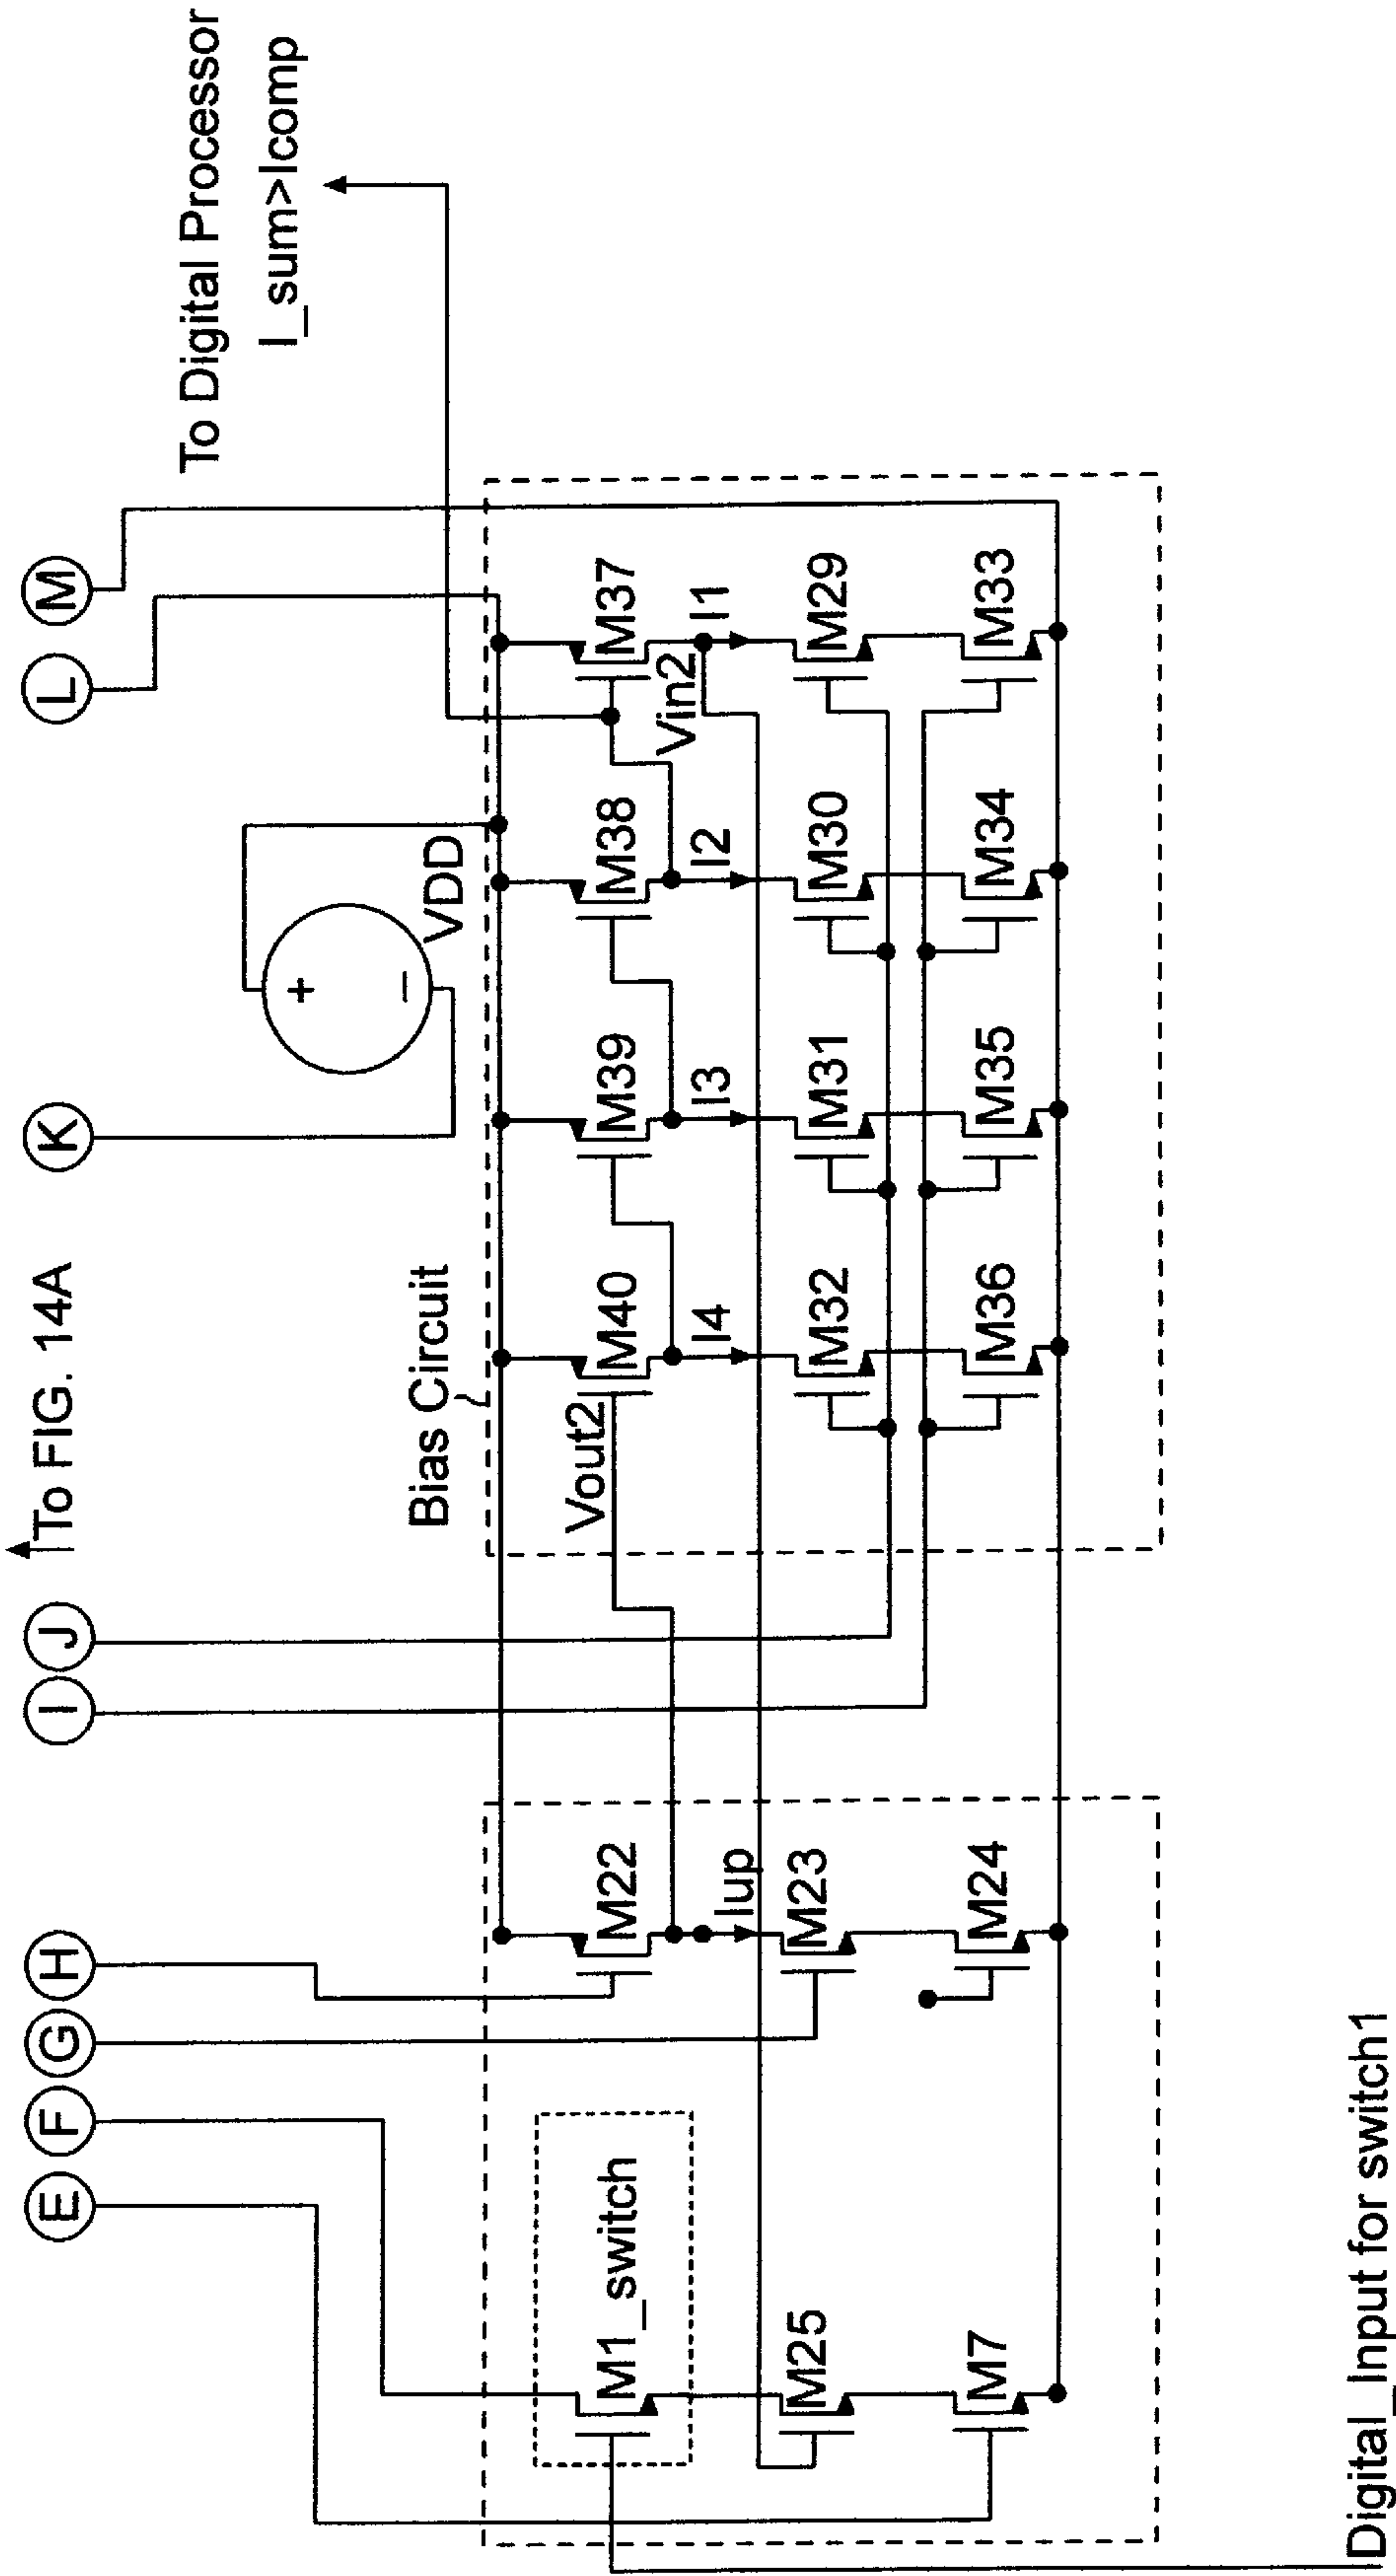 To Digital Processor
I_sum>Icomp
To FIG. 14A
E
F
G
H
I
J
K
L
M
+
−
VDD
Bias Circuit
M1_switch
M22
Vout2
M40
M39
M38
M37
Vin2
Iup
I4
I3
I2
I1
M25
M23
M32
M31
M30
M29
M7
M24
M36
M35
M34
M33
Digital_Input for switch1